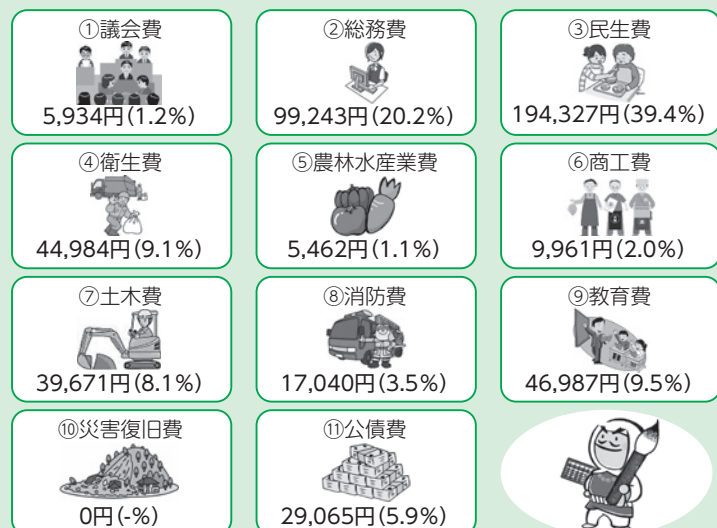 ①議会費
5,934円(1.2%)
②総務費
99,243円(20.2%)
③民生費
194,327円(39.4%)
④衛生費
44,984円(9.1%)
⑤農林水産業費
5,462円(1.1%)
⑥商工費
9,961円(2.0%)
⑦土木費
39,671円(8.1%)
⑧消防費
17,040円(3.5%)
⑨教育費
46,987円(9.5%)
⑩災害復旧費
0円(-%)
⑪公債費
29,065円(5.9%)